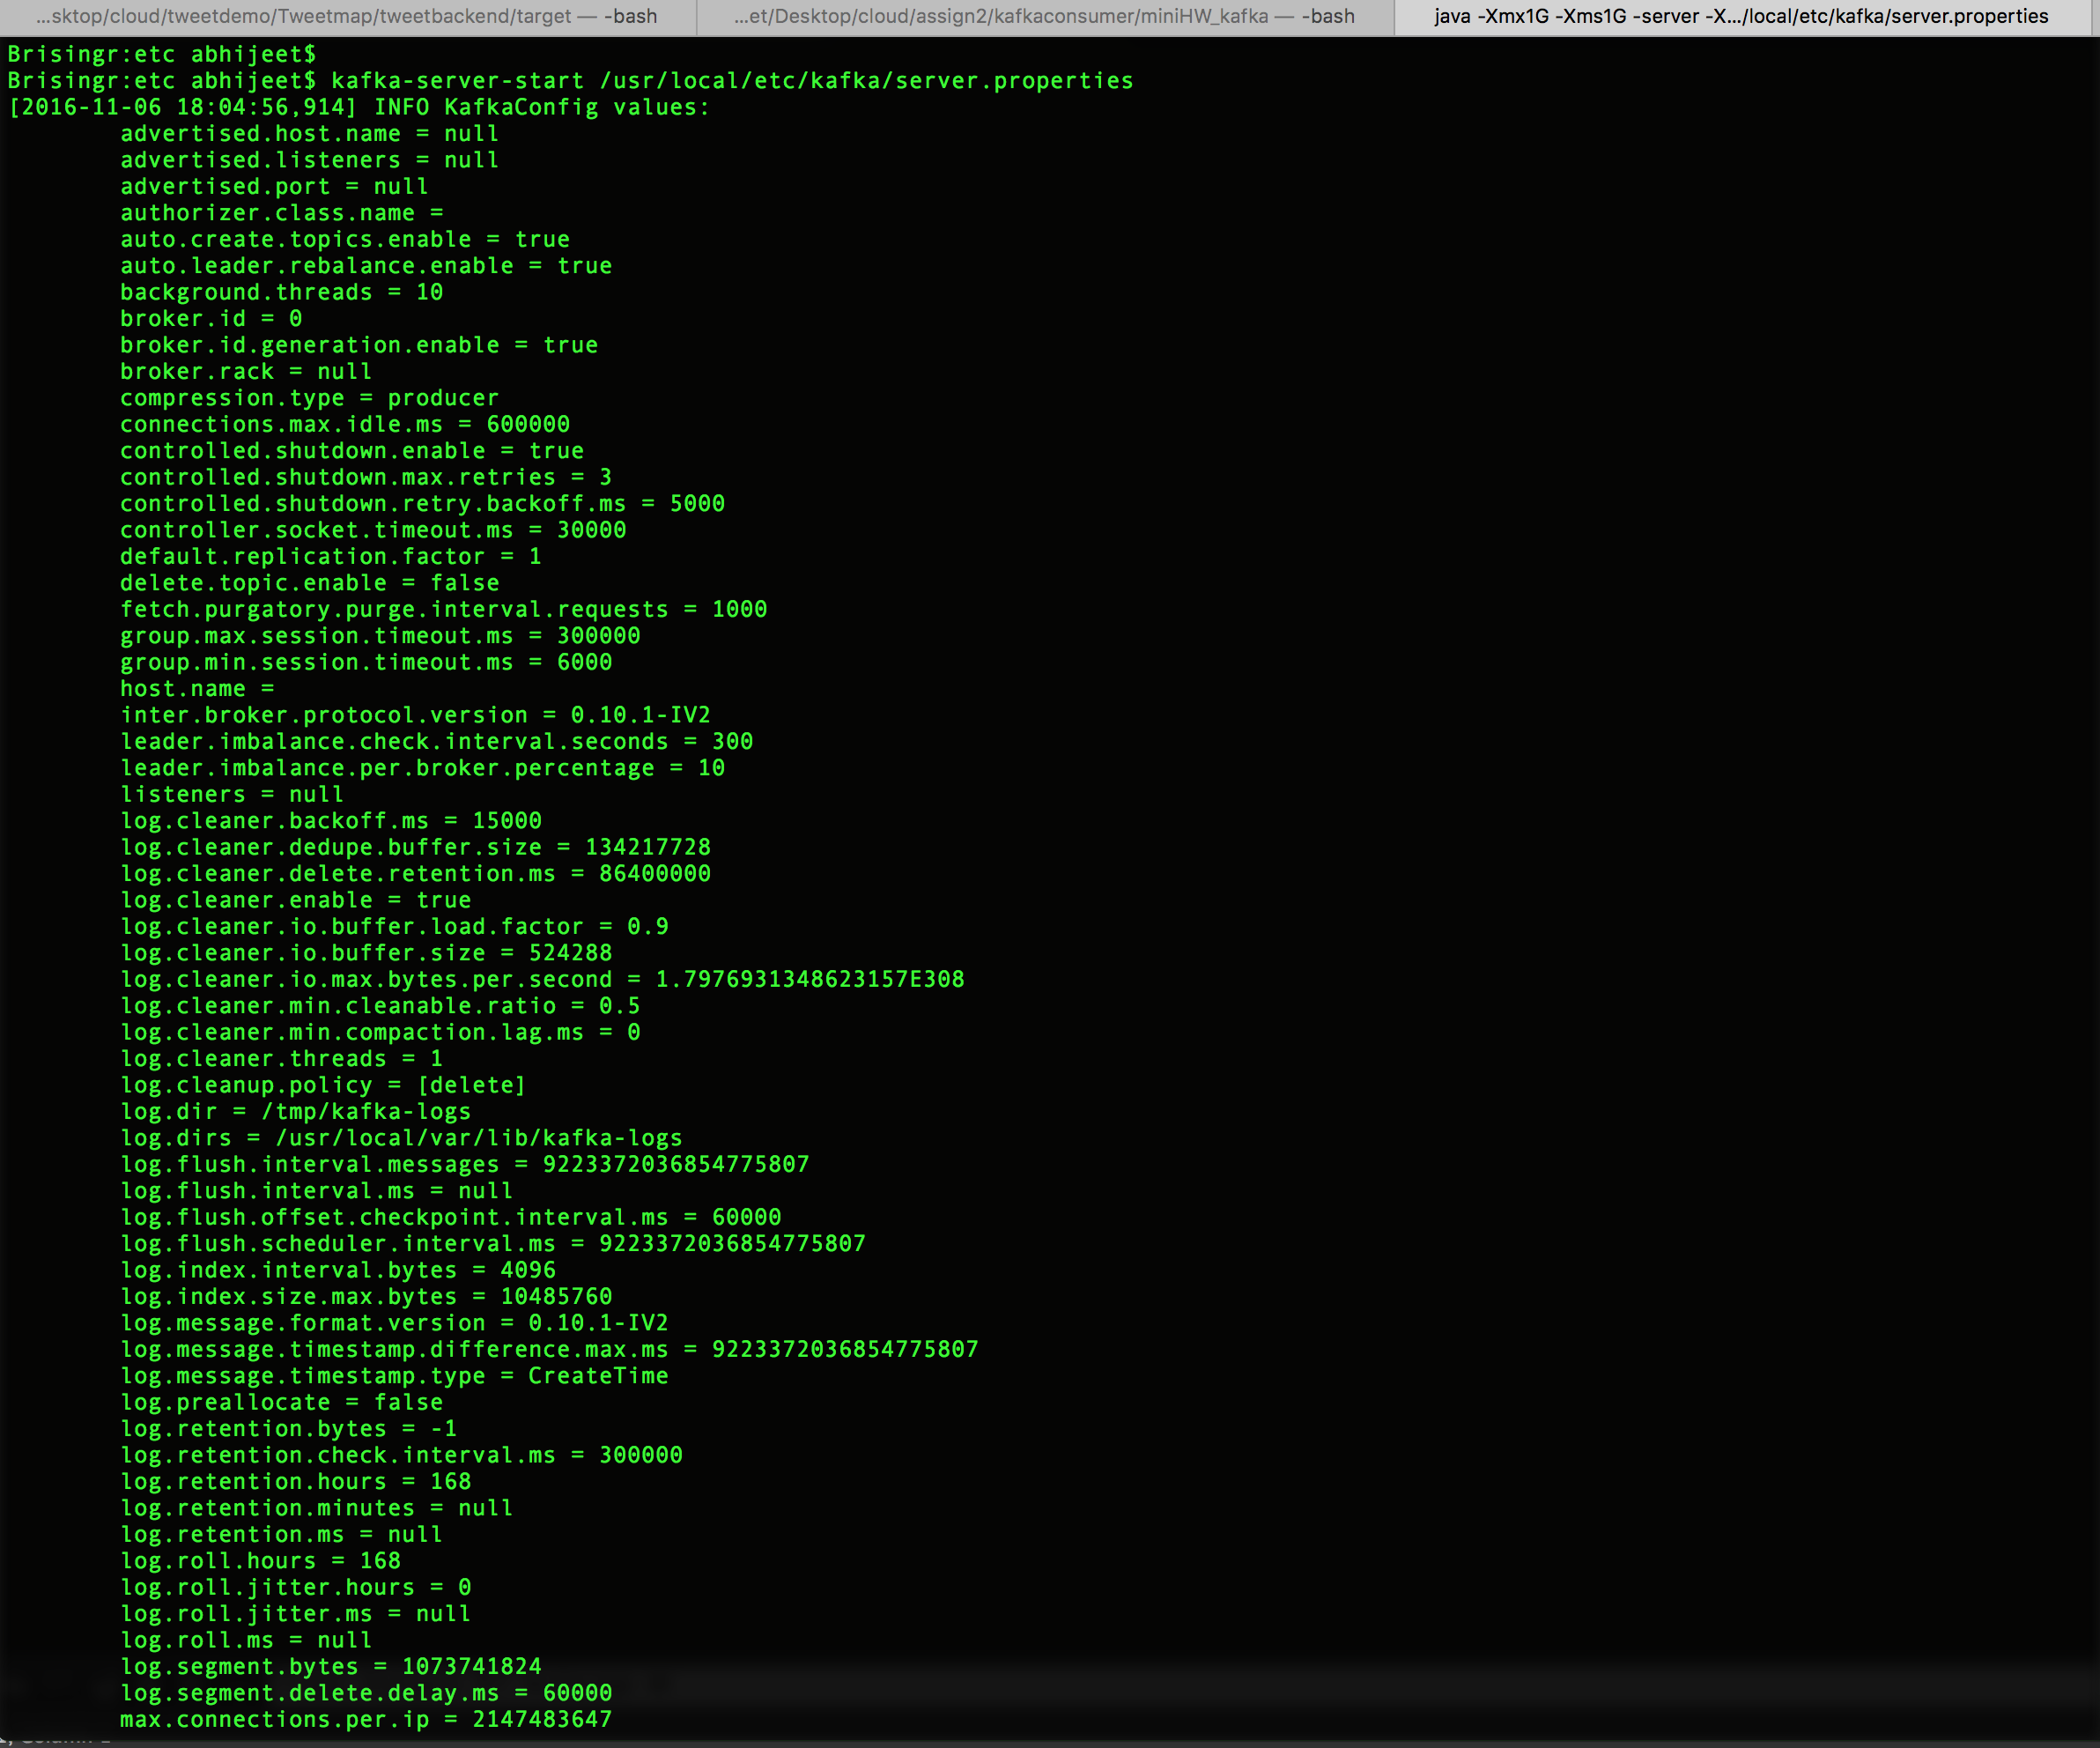 ...sktop/cloud/tweetdemo/Tweetmap/tweetbackend/target — -bash
...et/Desktop/cloud/assign2/kafkaconsumer/miniHW_kafka — -bash
java -Xmx1G -Xms1G -server -X.../local/etc/kafka/server.properties
Brisingr:etc abhijeet$
Brisingr:etc abhijeet$ kafka-server-start /usr/local/etc/kafka/server.properties
[2016-11-06 18:04:56,914] INFO KafkaConfig values:
advertised.host.name = null
advertised.listeners = null
advertised.port = null
authorizer.class.name =
auto.create.topics.enable = true
auto.leader.rebalance.enable = true
background.threads = 10
broker.id = 0
broker.id.generation.enable = true
broker.rack = null
compression.type = producer
connections.max.idle.ms = 600000
controlled.shutdown.enable = true
controlled.shutdown.max.retries = 3
controlled.shutdown.retry.backoff.ms = 5000
controller.socket.timeout.ms = 30000
default.replication.factor = 1
delete.topic.enable = false
fetch.purgatory.purge.interval.requests = 1000
group.max.session.timeout.ms = 300000
group.min.session.timeout.ms = 6000
host.name =
inter.broker.protocol.version = 0.10.1-IV2
leader.imbalance.check.interval.seconds = 300
leader.imbalance.per.broker.percentage = 10
listeners = null
log.cleaner.backoff.ms = 15000
log.cleaner.dedupe.buffer.size = 134217728
log.cleaner.delete.retention.ms = 86400000
log.cleaner.enable = true
log.cleaner.io.buffer.load.factor = 0.9
log.cleaner.io.buffer.size = 524288
log.cleaner.io.max.bytes.per.second = 1.7976931348623157E308
log.cleaner.min.cleanable.ratio = 0.5
log.cleaner.min.compaction.lag.ms = 0
log.cleaner.threads = 1
log.cleanup.policy = [delete]
log.dir = /tmp/kafka-logs
log.dirs = /usr/local/var/lib/kafka-logs
log.flush.interval.messages = 9223372036854775807
log.flush.interval.ms = null
log.flush.offset.checkpoint.interval.ms = 60000
log.flush.scheduler.interval.ms = 9223372036854775807
log.index.interval.bytes = 4096
log.index.size.max.bytes = 10485760
log.message.format.version = 0.10.1-IV2
log.message.timestamp.difference.max.ms = 9223372036854775807
log.message.timestamp.type = CreateTime
log.preallocate = false
log.retention.bytes = -1
log.retention.check.interval.ms = 300000
log.retention.hours = 168
log.retention.minutes = null
log.retention.ms = null
log.roll.hours = 168
log.roll.jitter.hours = 0
log.roll.jitter.ms = null
log.roll.ms = null
log.segment.bytes = 1073741824
log.segment.delete.delay.ms = 60000
max.connections.per.ip = 2147483647